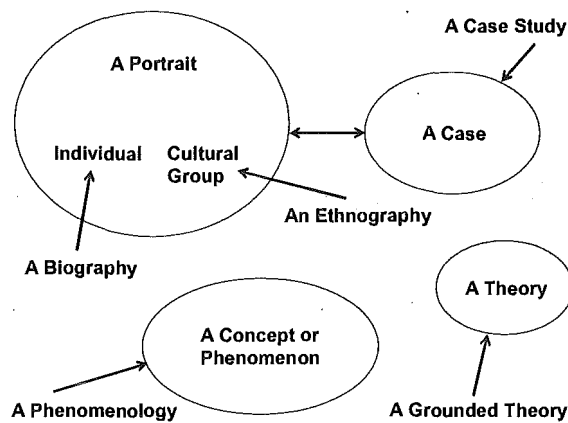 A Case Study
A Portrait
A Case
Individual
Cultural
Group
An Ethnography
A Biography
A Theory
A Concept or
Phenomenon
A Phenomenology
A Grounded Theory